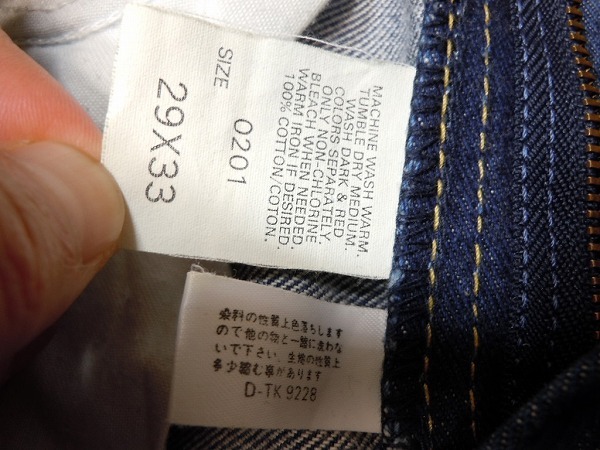 MACHINE WASH WARM.
TUMBLE DRY MEDIUM.
WASH DARK & RED
COLORS SEPARATELY.
ONLY NON-CHLORINE
BLEACH WHEN NEEDED.
WARM IRON IF DESIRED.
100% COTTON,COTON.
SIZE 0201
29X33
染料の性質上色落ちします
ので他の物と一緒に洗わな
いで下さい。生地の性質上
多少縮む事があります
D-TK 9228